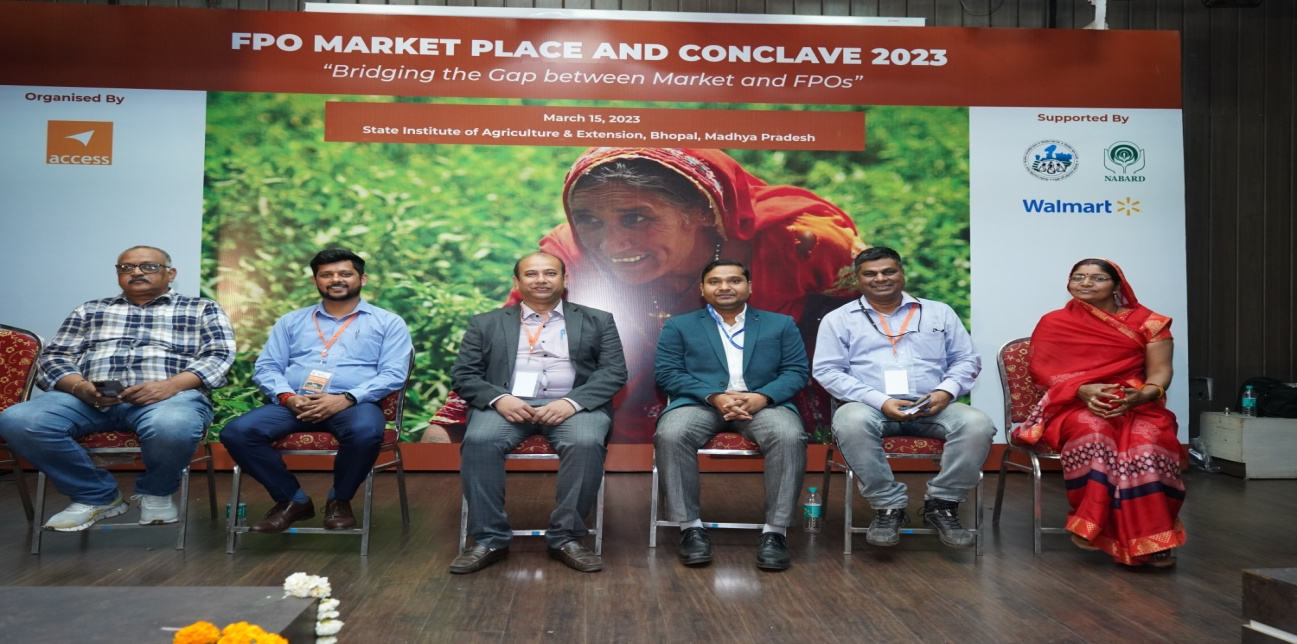 FPO MARKET PLACE AND CONCLAVE 2023
“Bridging the Gap between Market and FPOs”
Organised By
access
March 15, 2023
State Institute of Agriculture & Extension, Bhopal, Madhya Pradesh
Supported By
NABARD
Walmart